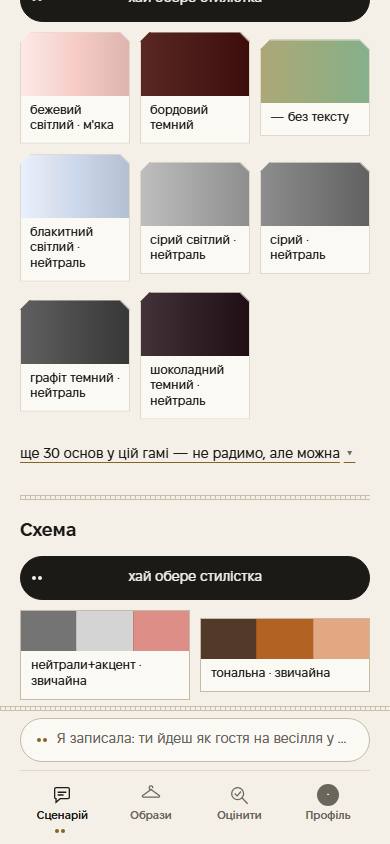 хай обере стилістка
бежевий
світлий · м'яка
бордовий
темний
— без тексту
блакитний
світлий ·
нейтраль
сірий світлий ·
нейтраль
сірий ·
нейтраль
графіт темний ·
нейтраль
шоколадний
темний ·
нейтраль
ще 30 основ у цій гамі — не радимо, але можна
Схема
хай обере стилістка
нейтрали+акцент ·
звичайна
тональна · звичайна
Я записала: ти йдеш як гостя на весілля у ...
Сценарій
Образи
Оцінити
Профіль